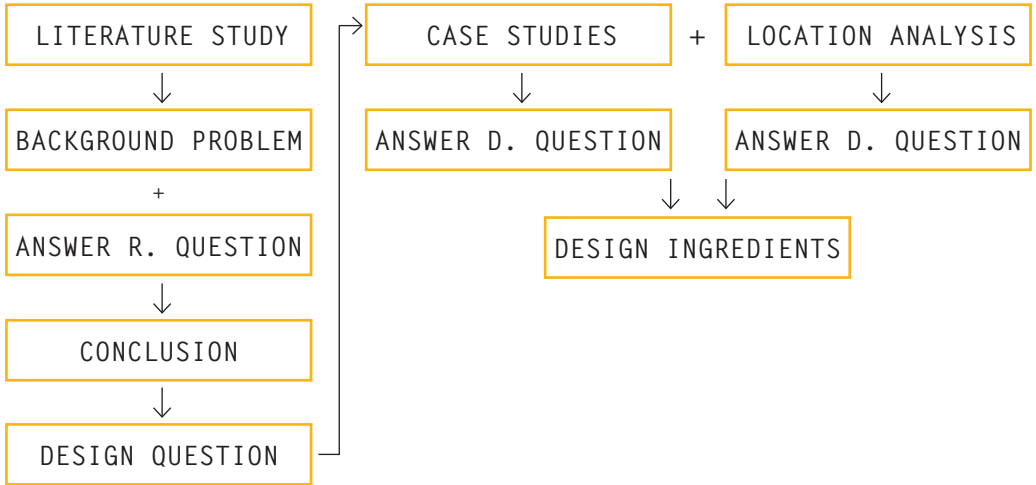 LITERATURE STUDY
BACKGROUND PROBLEM
+
ANSWER R. QUESTION
CONCLUSION
DESIGN QUESTION
CASE STUDIES + LOCATION ANALYSIS
ANSWER D. QUESTION ANSWER D. QUESTION
DESIGN INGREDIENTS